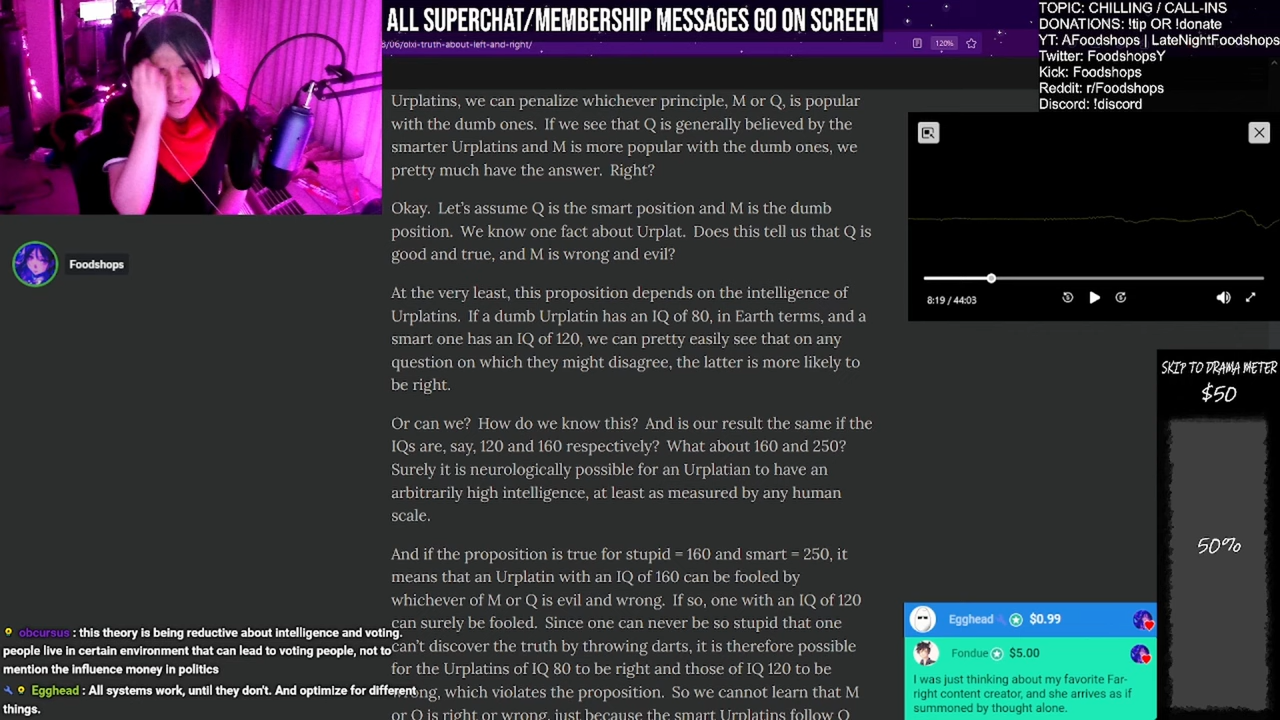 ALL SUPERCHAT/MEMBERSHIP MESSAGES GO ON SCREEN
/06/olxi-truth-about-left-and-right/
120%
TOPIC: CHILLING / CALL-INS
DONATIONS: !tip OR !donate
YT: AFoodshops | LateNightFoodshops
Twitter: FoodshopsY
Kick: Foodshops
Reddit: r/Foodshops
Discord: !discord
Urplatins, we can penalize whichever principle, M or Q, is popular
with the dumb ones. If we see that Q is generally believed by the
smarter Urplatins and M is more popular with the dumb ones, we
pretty much have the answer. Right?
Okay. Let's assume Q is the smart position and M is the dumb
position. We know one fact about Urplat. Does this tell us that Q is
good and true, and M is wrong and evil?
At the very least, this proposition depends on the intelligence of
Urplatins. If a dumb Urplatin has an IQ of 80, in Earth terms, and a
smart one has an IQ of 120, we can pretty easily see that on any
question on which they might disagree, the latter is more likely to
be right.
Or can we? How do we know this? And is our result the same if the
IQs are, say, 120 and 160 respectively? What about 160 and 250?
Surely it is neurologically possible for an Urplatian to have an
arbitrarily high intelligence, at least as measured by any human
scale.
And if the proposition is true for stupid = 160 and smart = 250, it
means that an Urplatin with an IQ of 160 can be fooled by
whichever of M or Q is evil and wrong. If so, one with an IQ of 120
can surely be fooled. Since one can never be so stupid that one
can't discover the truth by throwing darts, it is therefore possible
for the Urplatins of IQ 80 to be right and those of IQ 120 to be
wrong, which violates the proposition. So we cannot learn that M
or Q is right or wrong, just because the smart Urplatins follow Q
Foodshops
8:19 / 44:03
SKIP TO DRAMA METER
$50
50%
obcursus : this theory is being reductive about intelligence and voting.
people live in certain environment that can lead to voting people, not to
mention the influence money in politics
Egghead : All systems work, until they don't. And optimize for different
things.
Egghead $0.99
Fondue $5.00
I was just thinking about my favorite Far-
right content creator, and she arrives as if
summoned by thought alone.